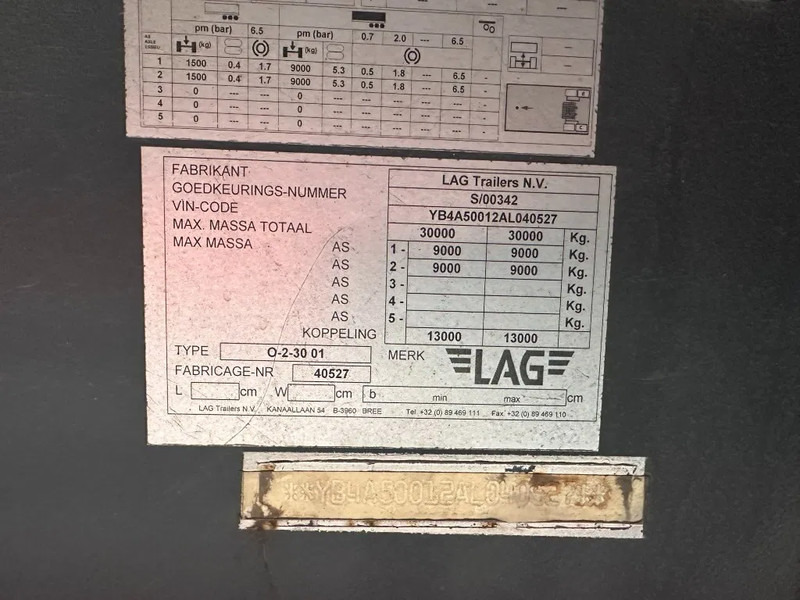 pm (bar) 6.5 pm (bar) 0.7 2.0 --- 6.5
(kg) (kg)
1 1500 0.4 1.7 9000 5.3 0.5 1.8 --- 6.5 -
2 1500 0.4 1.7 9000 5.3 0.5 1.8 --- 6.5 -
3 0 --- --- 0 --- --- --- --- --- -
4 0 --- --- 0 --- --- --- --- --- -
5 0 --- --- 0 --- --- --- --- --- -
FABRIKANT LAG Trailers N.V.
GOEDKEURINGS-NUMMER S/00342
VIN-CODE YB4A50012AL040527
MAX. MASSA TOTAAL 30000 30000 Kg.
MAX MASSA AS 1- 9000 9000 Kg.
AS 2- 9000 9000 Kg.
AS 3- --- --- Kg.
AS 4- --- --- Kg.
AS 5- --- --- Kg.
KOPPELING 13000 13000
TYPE O-2-30 01 MERK LAG
FABRICAGE-NR 40527
L cm W cm b min max cm
LAG Trailers N.V. KANAALLAAN 54 B-3960 BREE Tel +32 (0) 89 469 111 Fax +32 (0) 89 469 110
YB4A50012AL040527